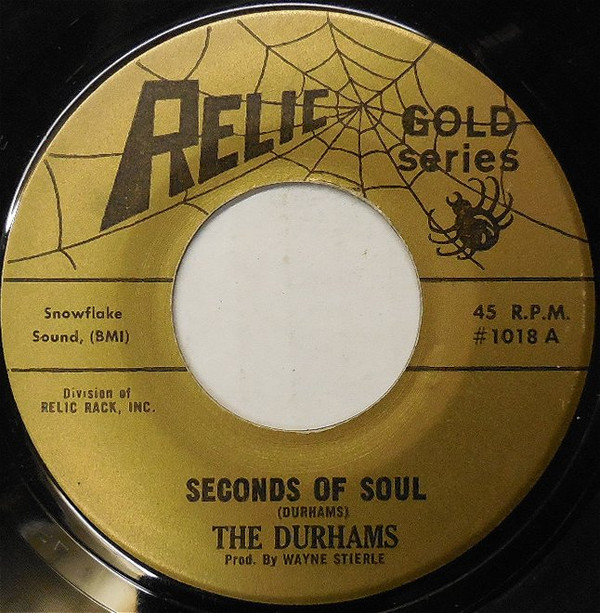 RELIC
GOLD
series
Snowflake
Sound, (BMI)
45 R.P.M.
#1018 A
Division of
RELIC RACK, INC.
SECONDS OF SOUL
(DURHAMS)
THE DURHAMS
Prod. By WAYNE STIERLE